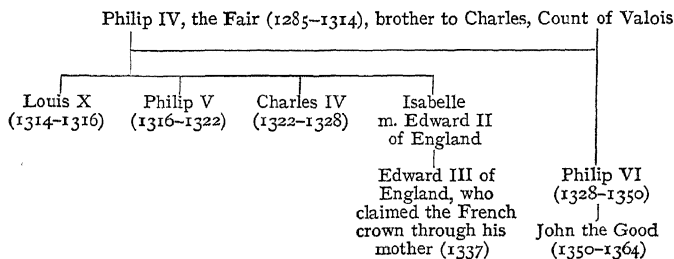 Philip IV, the Fair (1285–1314), brother to Charles, Count of Valois
Louis X
(1314–1316)
Philip V
(1316–1322)
Charles IV
(1322–1328)
Isabelle
m. Edward II
of England
Edward III of
England, who
claimed the French
crown through his
mother (1337)
Philip VI
(1328–1350)
John the Good
(1350–1364)